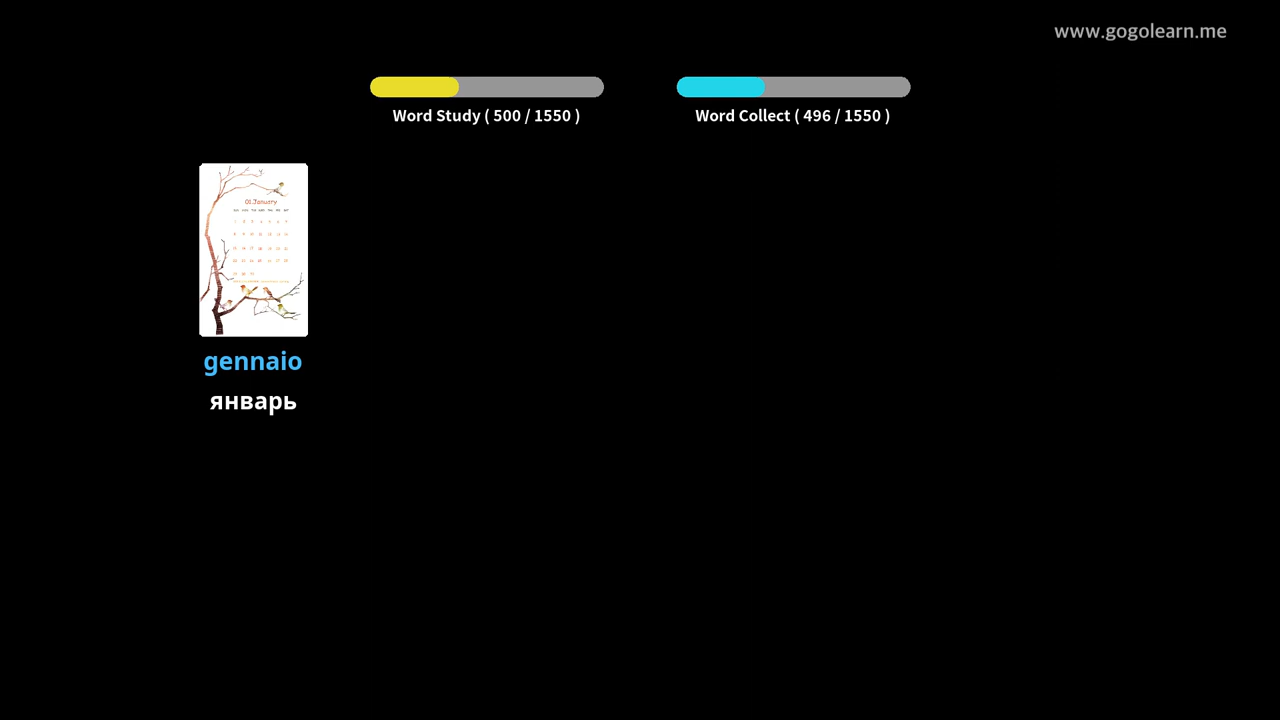 www.gogolearn.me
Word Study ( 500 / 1550 )
Word Collect ( 496 / 1550 )
01.January
gennaio
январь